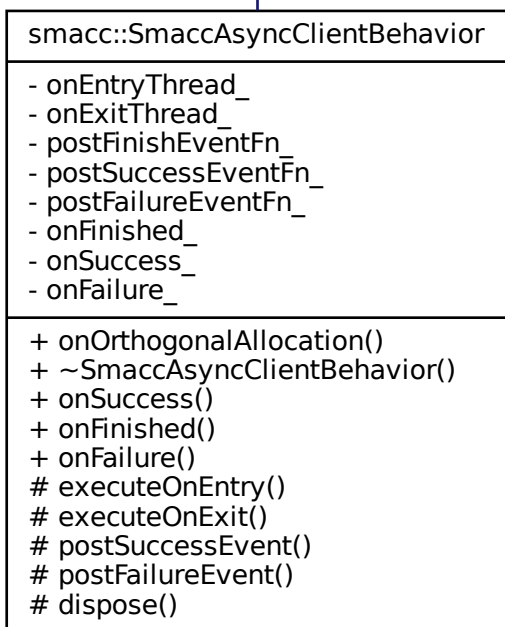 smacc::SmaccAsyncClientBehavior
- onEntryThread_
- onExitThread_
- postFinishEventFn_
- postSuccessEventFn_
- postFailureEventFn_
- onFinished_
- onSuccess_
- onFailure_
+ onOrthogonalAllocation()
+ ~SmaccAsyncClientBehavior()
+ onSuccess()
+ onFinished()
+ onFailure()
# executeOnEntry()
# executeOnExit()
# postSuccessEvent()
# postFailureEvent()
# dispose()